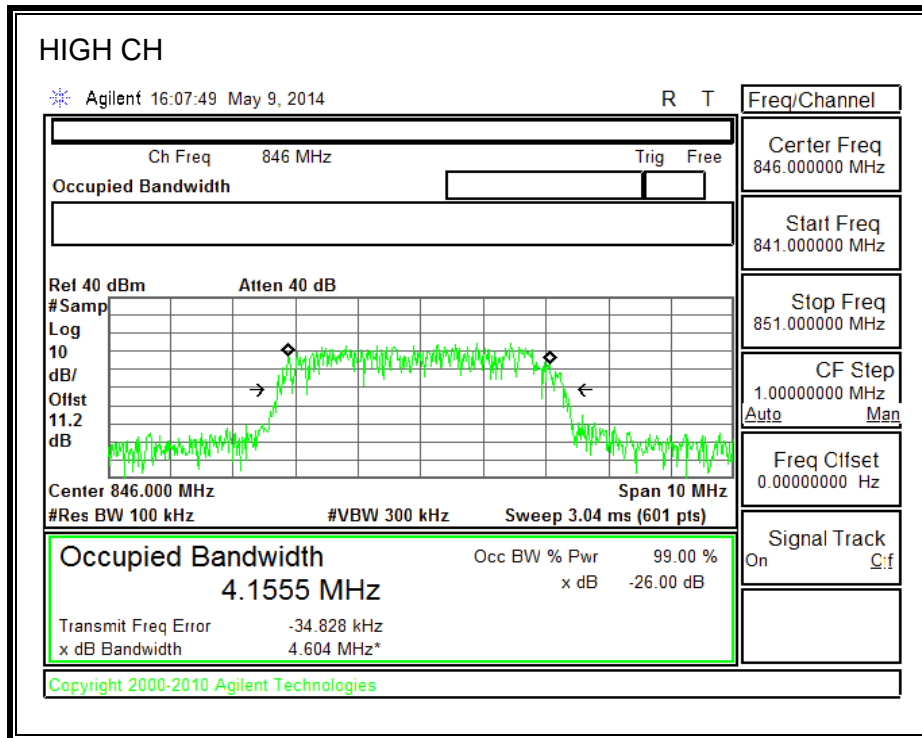 HIGH CH
Agilent 16:07:49 May 9, 2014 R T
Freq/Channel
Ch Freq 846 MHz Trig Free
Occupied Bandwidth
Center Freq
846.000000 MHz
Start Freq
841.000000 MHz
Stop Freq
851.000000 MHz
CF Step
1.00000000 MHz
Auto Man
Freq Offset
0.00000000 Hz
Signal Track
On Off
Ref 40 dBm Atten 40 dB
#Samp
Log
10
dB/
Offst
11.2
dB
Center 846.000 MHz Span 10 MHz
#Res BW 100 kHz #VBW 300 kHz Sweep 3.04 ms (601 pts)
Occupied Bandwidth Occ BW % Pwr 99.00 %
4.1555 MHz x dB -26.00 dB
Transmit Freq Error -34.828 kHz
x dB Bandwidth 4.604 MHz*
Copyright 2000-2010 Agilent Technologies